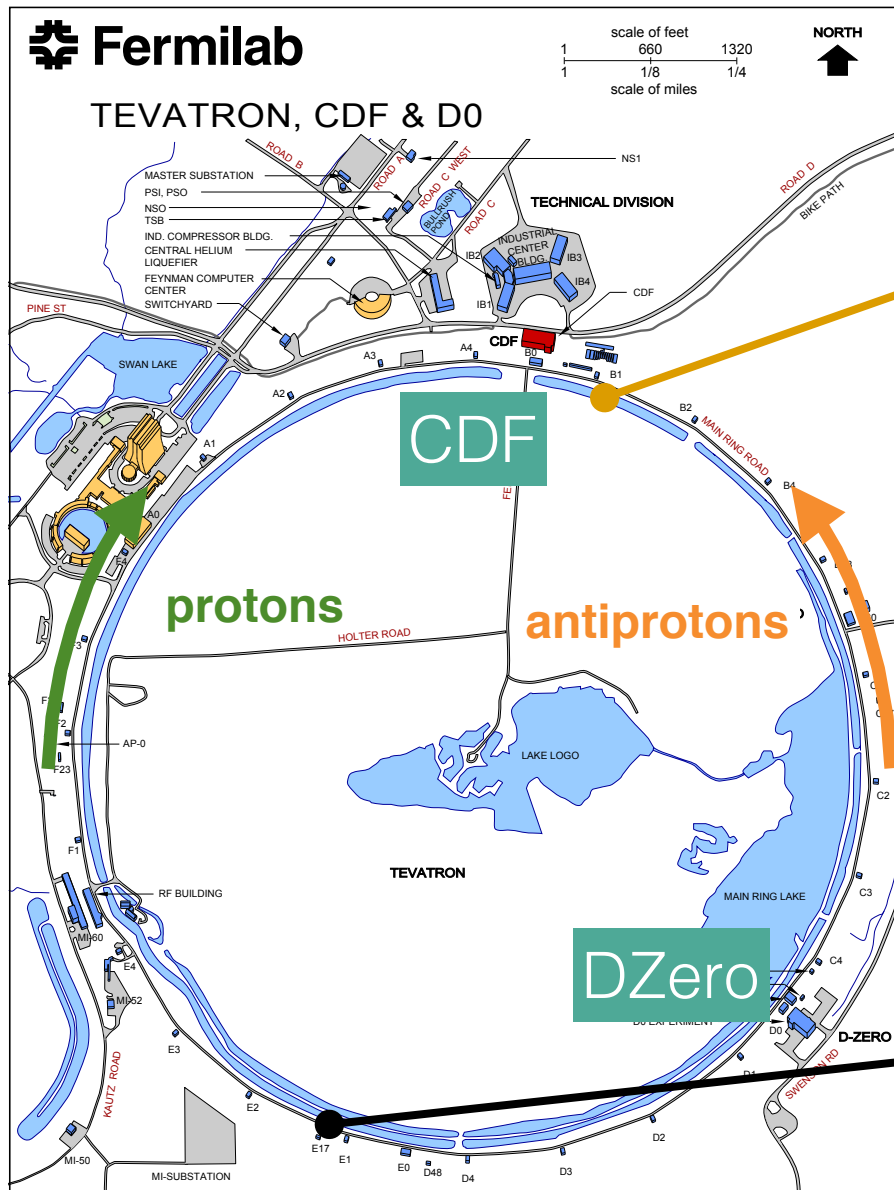 Fermilab
scale of feet
1 660 1320
1 1/8 1/4
scale of miles
NORTH
TEVATRON, CDF & D0
ROAD B
ROAD A
ROAD C WEST
ROAD C
NS1
MASTER SUBSTATION
PSI, PSO
NSO
TSB
IND. COMPRESSOR BLDG.
CENTRAL HELIUM
LIQUEFIER
FEYNMAN COMPUTER
CENTER
SWITCHYARD
BULLRUSH
POND
TECHNICAL DIVISION
ROAD D
BIKE PATH
INDUSTRIAL
CENTER
BLDG.
IB2
IB3
IB4
IB1
CDF
CDF
PINE ST
SWAN LAKE
A4
A3
A2
A1
A0
B0
B1
B2
MAIN RING ROAD
B4
CDF
E4
protons
antiprotons
HOLTER ROAD
F3
F2
AP-0
F23
LAKE LOGO
C2
F1
TEVATRON
C3
MAIN RING LAKE
RF BUILDING
MI-60
E4
MI-52
DZero
C4
D0 EXPERIMENT
D0
D-ZERO
D1
SWENSON RD
KAUTZ ROAD
E3
E2
E17
E1
E0
D48
D4
D3
D2
MI-50
MI-SUBSTATION